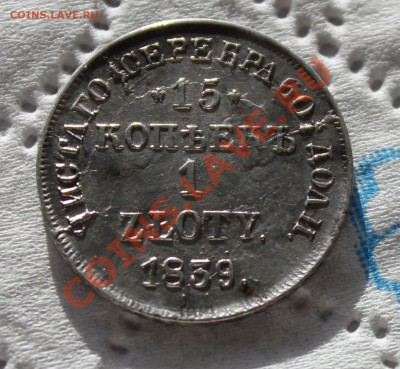 COINS.LAVE.RU
ЧИСТАГО СЕРЕБРА 60 ДОЛИ.
15
КОПѢЕКЪ
1
ZŁOTY.
1839.
COINS.LAVE.RU